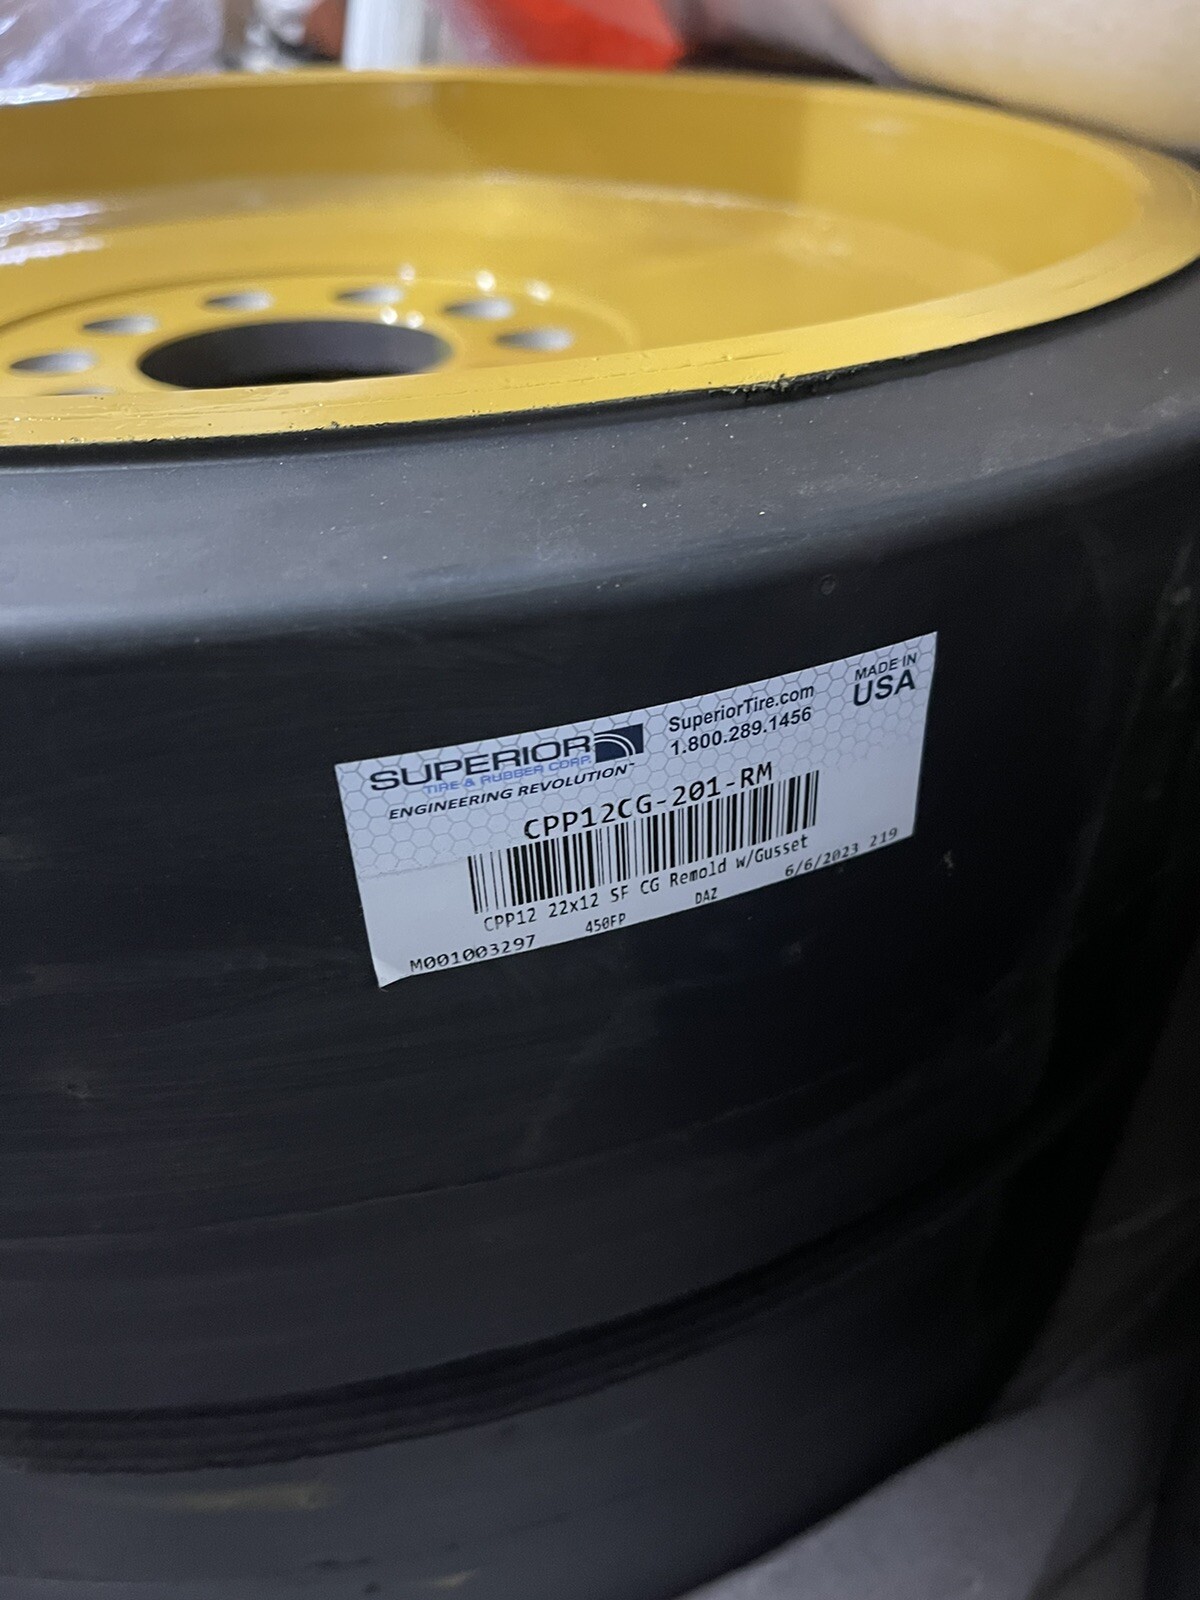 SUPERIOR
TIRE & RUBBER CORP.
ENGINEERING REVOLUTION™
SuperiorTire.com
1.800.289.1456
MADE IN
USA
CPP12CG-201-RM
CPP12 22x12 SF CG Remold w/Gusset
M001003297 450FP DAZ 6/6/2023 219